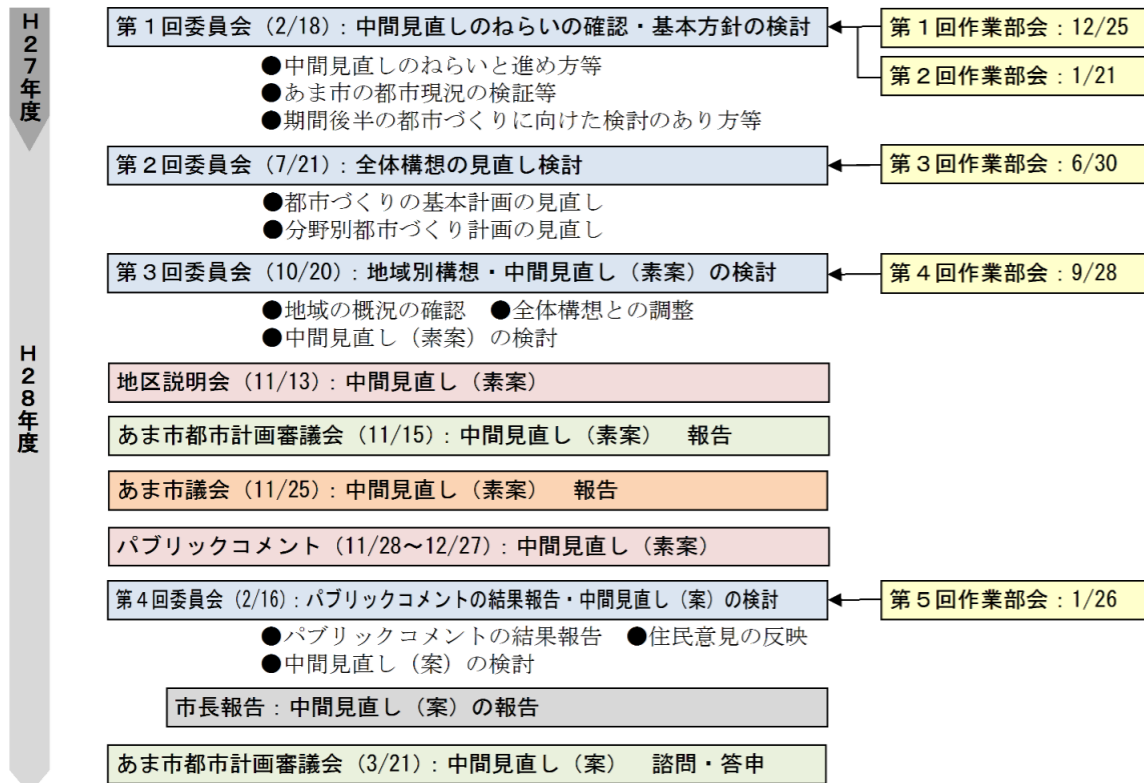 H27年度
第1回委員会（2/18）：中間見直しのねらいの確認・基本方針の検討
第1回作業部会：12/25
第2回作業部会：1/21
●中間見直しのねらいと進め方等
●あま市の都市現況の検証等
●期間後半の都市づくりに向けた検討のあり方等
H28年度
第2回委員会（7/21）：全体構想の見直し検討
第3回作業部会：6/30
●都市づくりの基本計画の見直し
●分野別都市づくり計画の見直し
第3回委員会（10/20）：地域別構想・中間見直し（素案）の検討
第4回作業部会：9/28
●地域の概況の確認　●全体構想との調整
●中間見直し（素案）の検討
地区説明会（11/13）：中間見直し（素案）
あま市都市計画審議会（11/15）：中間見直し（素案）　報告
あま市議会（11/25）：中間見直し（素案）　報告
パブリックコメント（11/28～12/27）：中間見直し（素案）
第4回委員会（2/16）：パブリックコメントの結果報告・中間見直し（案）の検討
第5回作業部会：1/26
●パブリックコメントの結果報告　●住民意見の反映
●中間見直し（案）の検討
市長報告：中間見直し（案）の報告
あま市都市計画審議会（3/21）：中間見直し（案）　諮問・答申